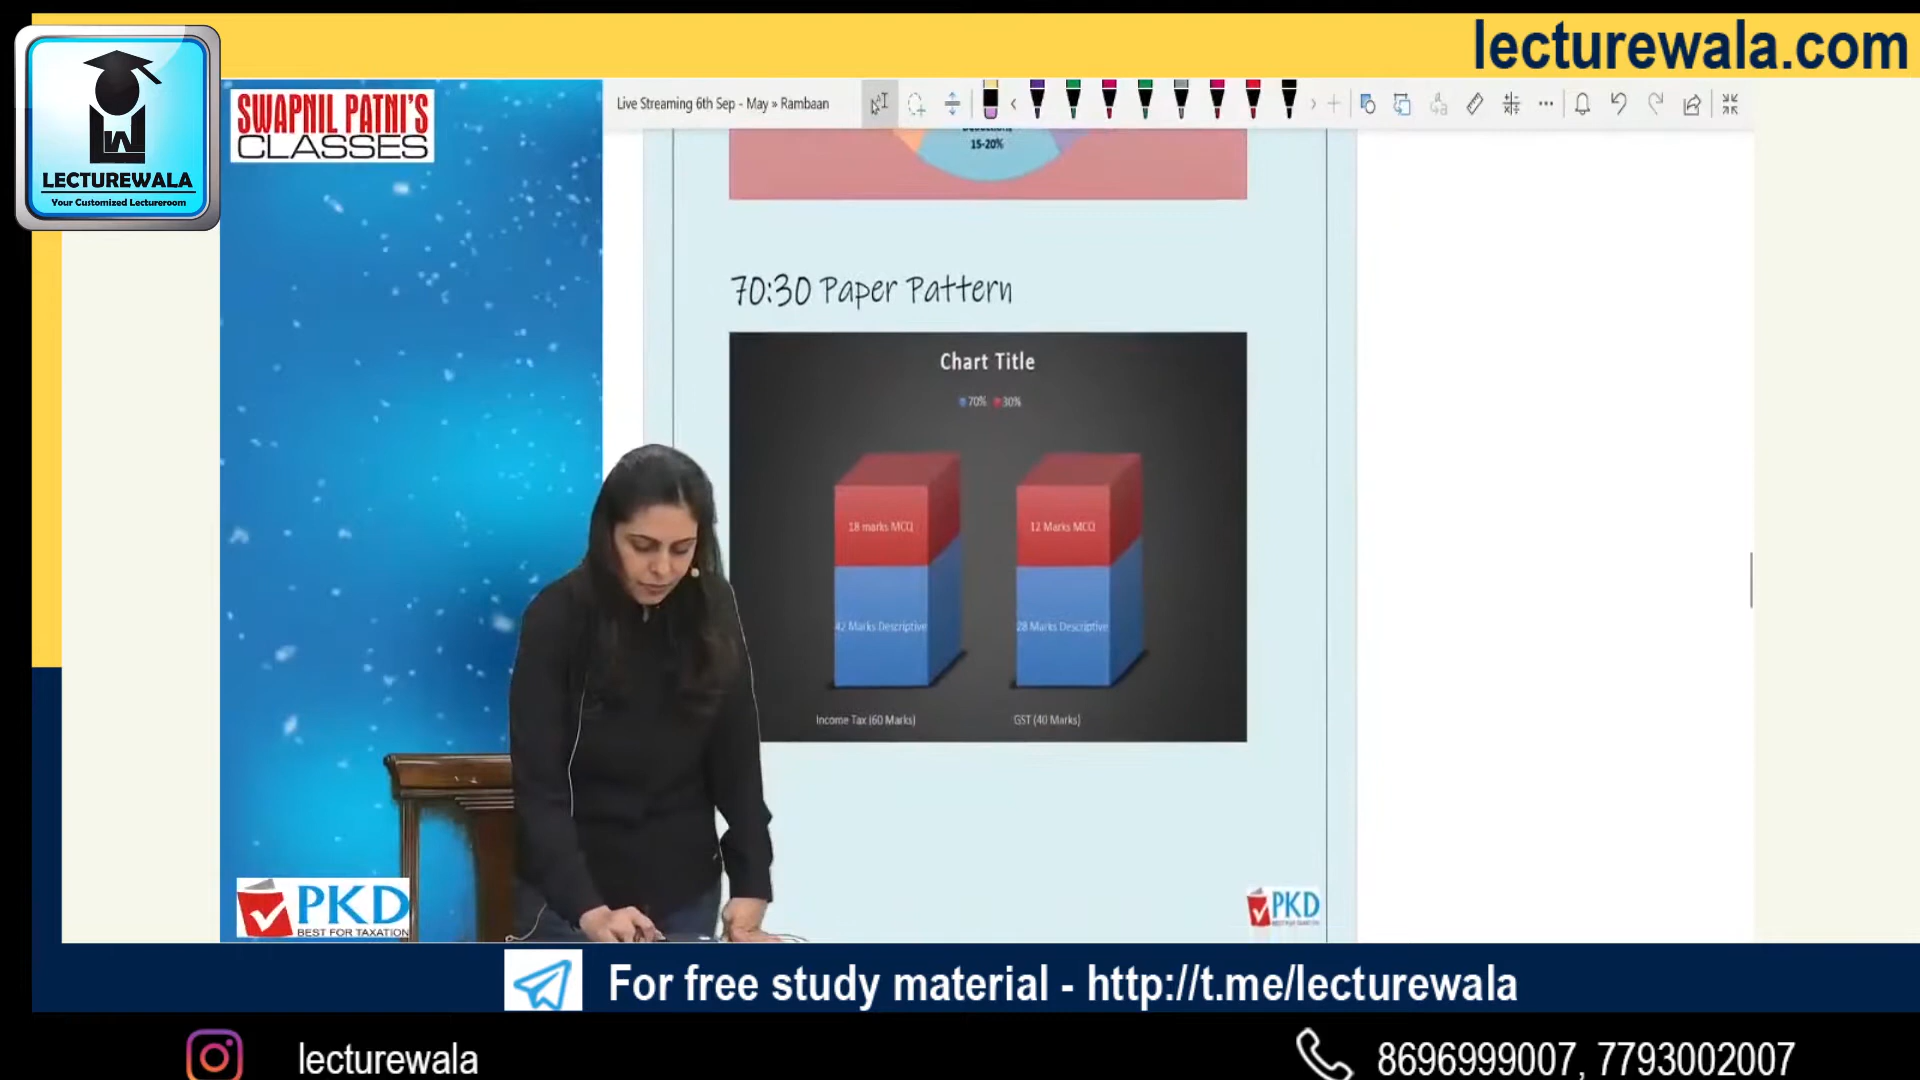 lecturewala.com
LECTUREWALA
Your Customized Lectureroom
SWAPNIL PATNI'S
CLASSES
Live Streaming 6th Sep - May » Rambaan
15-20%
70:30 Paper Pattern
Chart Title
70% 30%
18 marks MCQ
12 Marks MCQ
42 Marks Descriptive
28 Marks Descriptive
Income Tax (60 Marks)
GST (40 Marks)
PKD
BEST FOR TAXATION
PKD
For free study material - http://t.me/lecturewala
lecturewala
8696999007, 7793002007